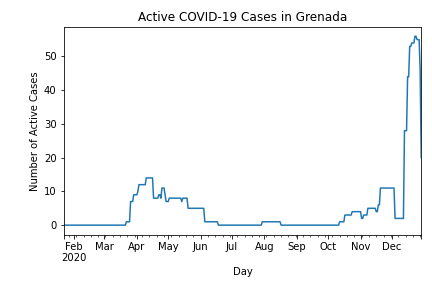 Active COVID-19 Cases in Grenada
Number of Active Cases
50
40
30
20
10
0
Feb Mar Apr May Jun Jul Aug Sep Oct Nov Dec
2020
Day